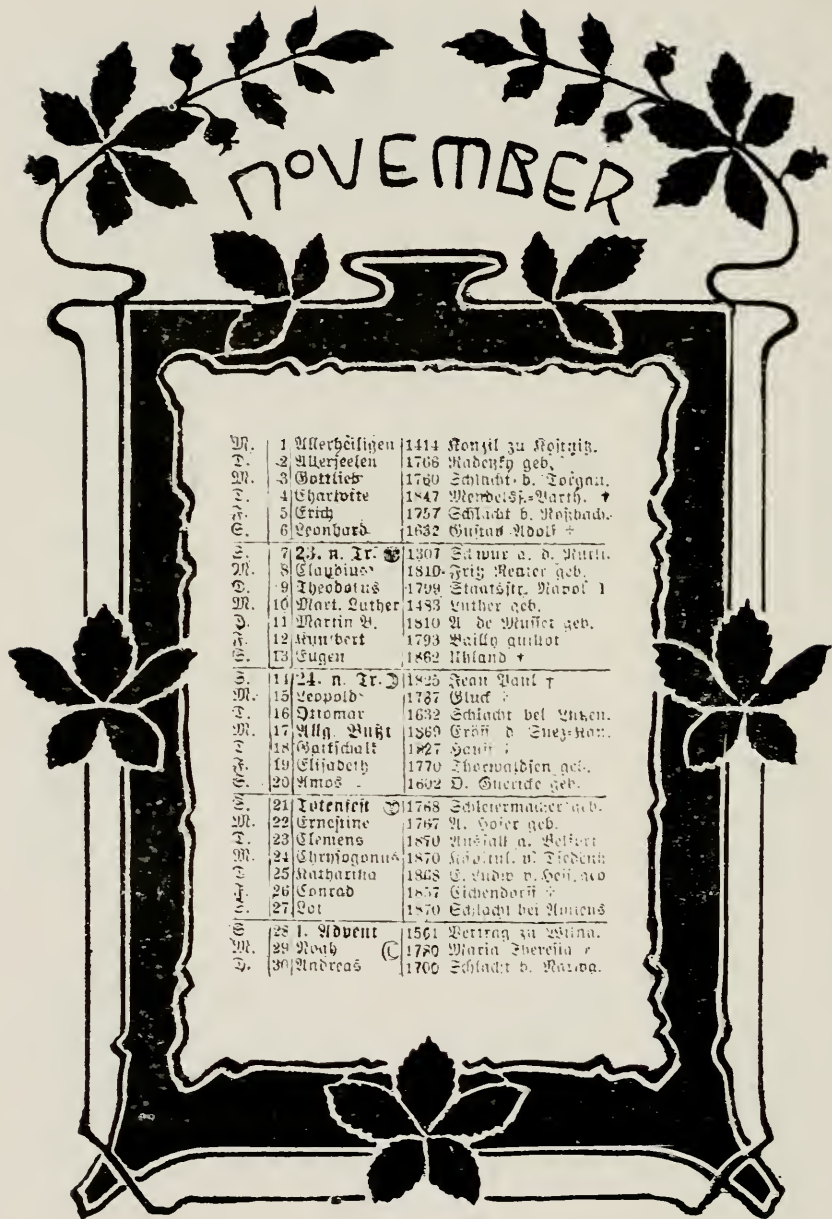 NOVEMBER
M. 1 Allerheiligen 1414 Konzil zu Kostnitz.
D. 2 Allerseelen 1766 Radetzky geb.
M. 3 Gottlieb 1760 Schlacht b. Torgau.
D. 4 Charlotte 1847 Mendelss.-Barth. †
F. 5 Erich 1757 Schlacht b. Roßbach.
S. 6 Leonhard 1632 Gustav Adolf †
S. 7 23. n. Tr. 1307 Schwur a. d. Rütli.
M. 8 Claudius 1810 Fritz Reuter geb.
D. 9 Theodorus 1799 Staatsstr. Napol 1
M. 10 Mart. Luther 1483 Luther geb.
D. 11 Martin B. 1810 A de Musset geb.
F. 12 Kunibert 1793 Bailly guillot
S. 13 Eugen 1862 Uhland †
S. 14 24. n. Tr. 1825 Jean Paul †
M. 15 Leopold 1787 Gluck †
D. 16 Ottomar 1632 Schlacht bei Lützen.
M. 17 Allg. Bußt 1869 Eröff d Suez-Kan.
D 18 Gottschalk 1827 Hauff †
F. 19 Elisabeth 1770 Thorwaldsen geb.
S. 20 Amos 1602 O. Guericke geb.
S. 21 Totenfest 1768 Schleiermacher geb.
M. 22 Ernestine 1767 A. Hofer geb.
D 23 Clemens 1870 Ausfall a. Belfort
M. 24 Chrysogonus 1870 Kapitul. v. Diedenh
D 25 Katharina 1868 E. Ludw v. Hess. geb
F. 26 Conrad 1857 Eichendorff †
S. 27 Lot 1870 Schlacht bei Amiens
S 28 1. Advent 1561 Vertrag zu Wilna.
M. 29 Noah 1780 Maria Theresia †
D. 30 Andreas 1700 Schlacht b. Narwa.